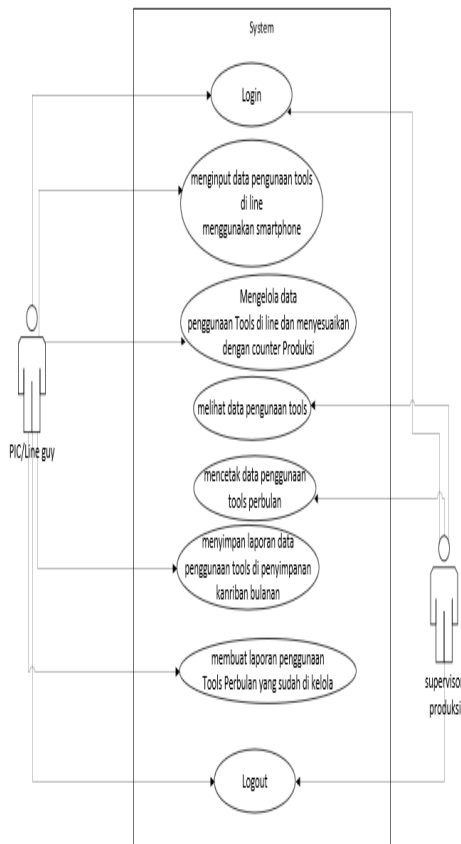 System
Login
menginput data pengunaan tools
di line
menggunakan smartphone
Mengelola data
penggunaan Tools di line dan menyesuaikan
dengan counter Produksi
melihat data pengunaan tools
PIC/Line guy
mencetak data penggunaan
tools perbulan
menyimpan laporan data
penggunaan tools di penyimpanan
kanriban bulanan
membuat laporan penggunaan
Tools Perbulan yang sudah di kelola
supervisor
produksi
Logout